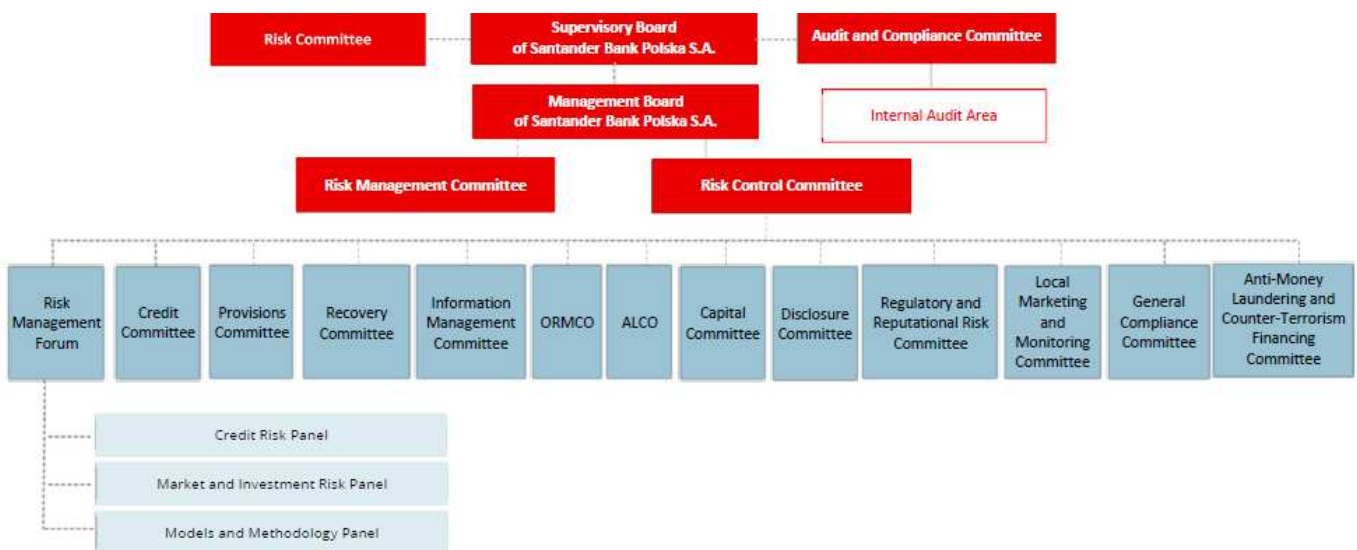 Risk Committee
Supervisory Board
of Santander Bank Polska S.A.
Audit and Compliance Committee
Management Board
of Santander Bank Polska S.A.
Internal Audit Area
Risk Management Committee
Risk Control Committee
Risk
Management
Forum
Credit
Committee
Provisions
Committee
Recovery
Committee
Information
Management
Committee
ORMCO
ALCO
Capital
Committee
Disclosure
Committee
Regulatory and
Reputational Risk
Committee
Local
Marketing
and
Monitoring
Committee
General
Compliance
Committee
Anti-Money
Laundering and
Counter-Terrorism
Financing
Committee
Credit Risk Panel
Market and Investment Risk Panel
Models and Methodology Panel